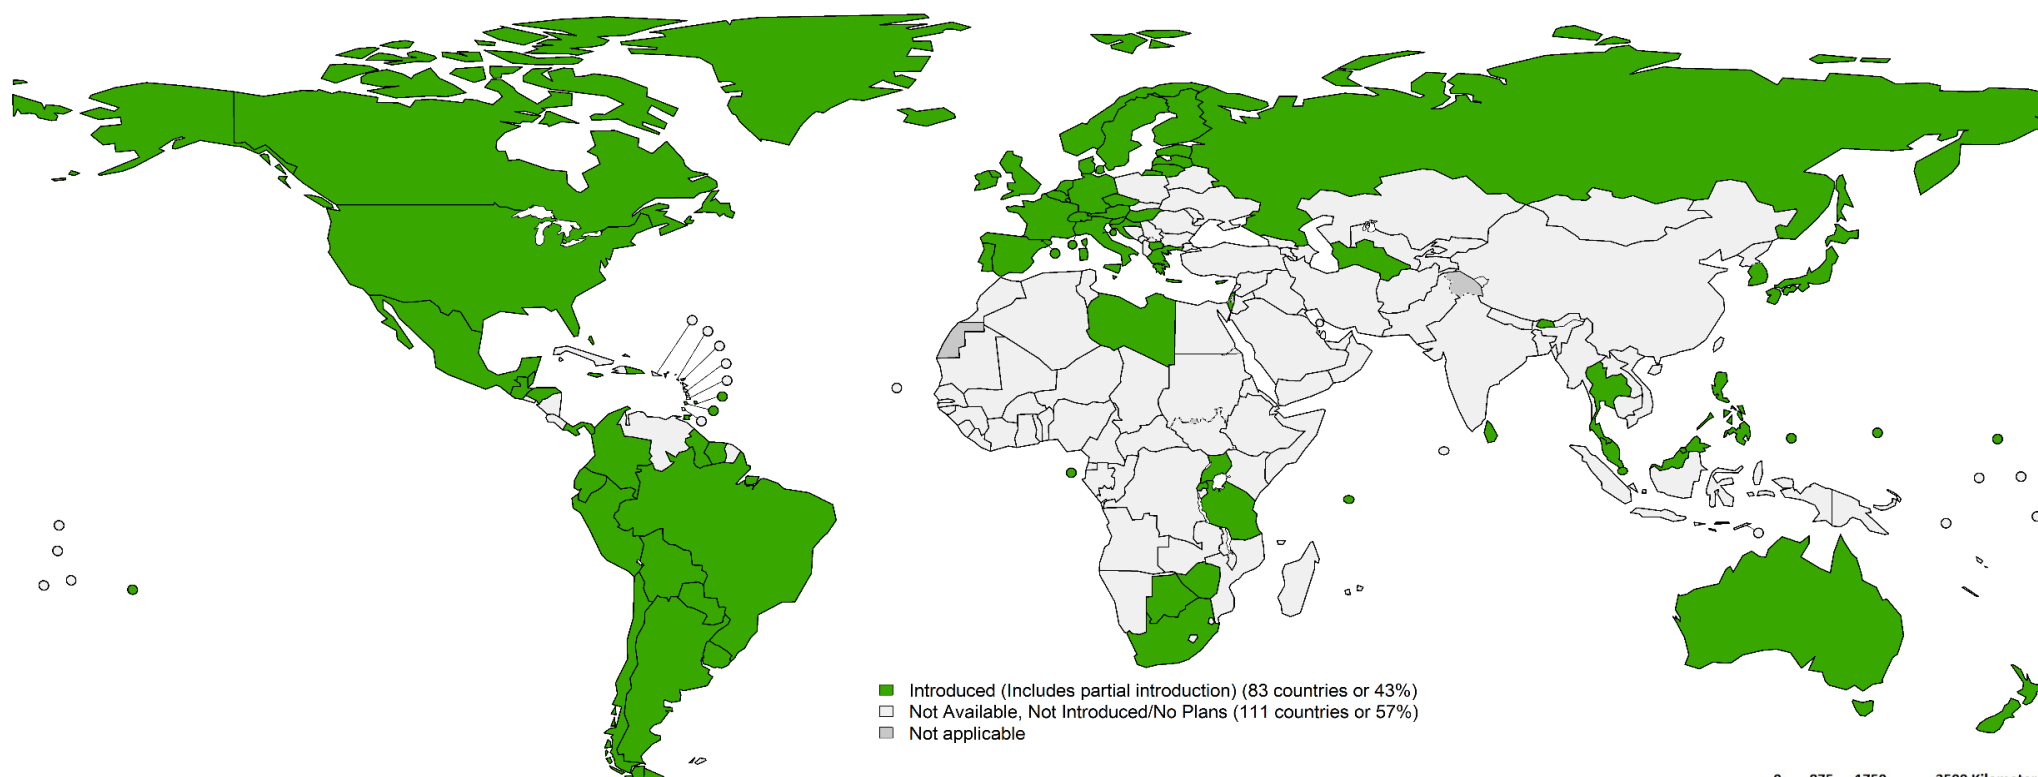 Introduced (Includes partial introduction) (83 countries or 43%)
Not Available, Not Introduced/No Plans (111 countries or 57%)
Not applicable